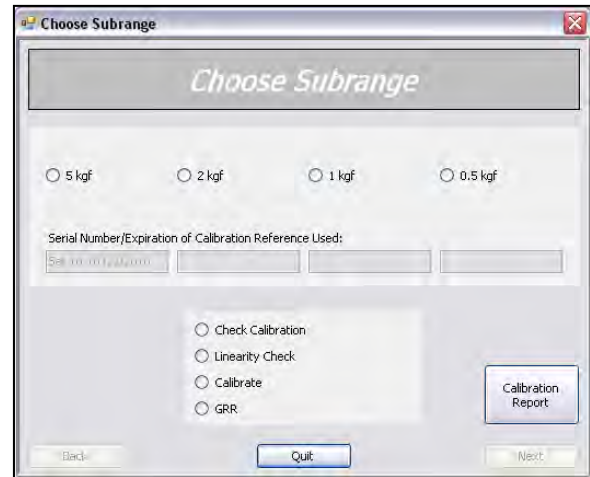 Choose Subrange
Choose Subrange
5 kgf 2 kgf 1 kgf 0.5 kgf
Serial Number/Expiration of Calibration Reference Used:
Check Calibration
Linearity Check
Calibrate
GRR
Calibration
Report
Back Quit Next